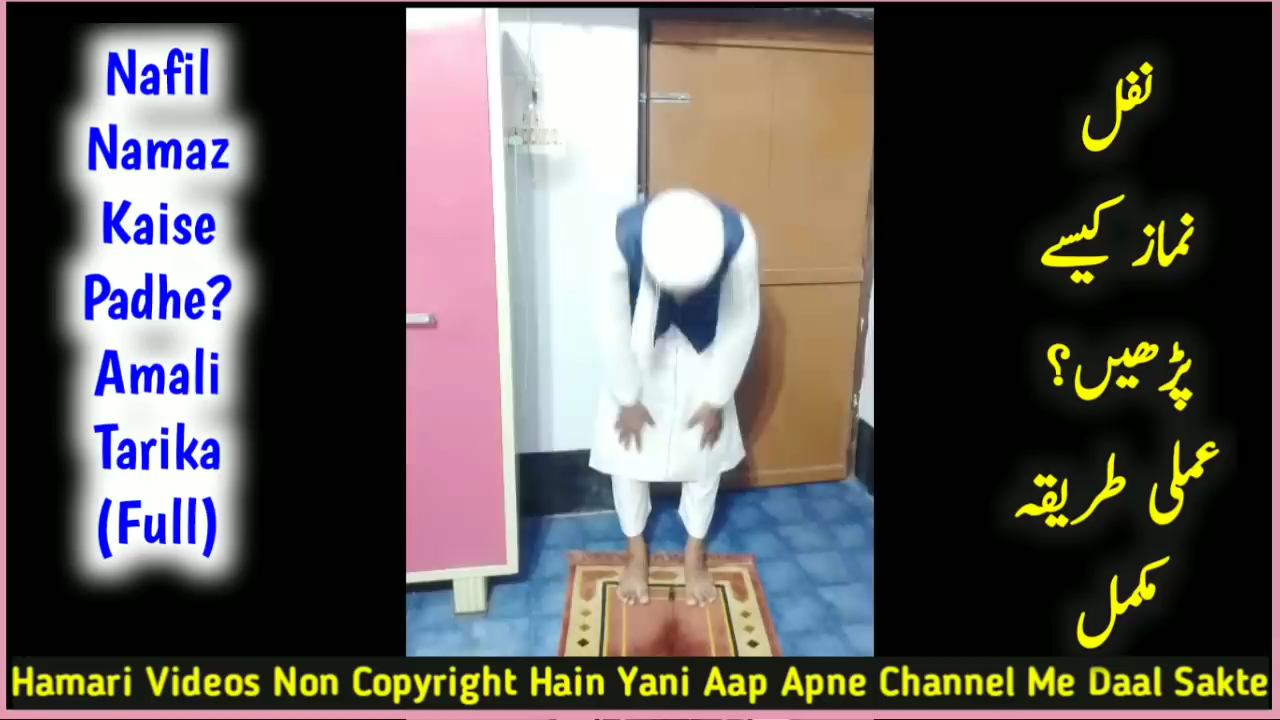 Nafil
Namaz
Kaise
Padhe?
Amali
Tarika
(Full)
نفل
نماز کیسے
پڑھیں؟
عملی طریقہ
مکمل
Hamari Videos Non Copyright Hain Yani Aap Apne Channel Me Daal Sakte